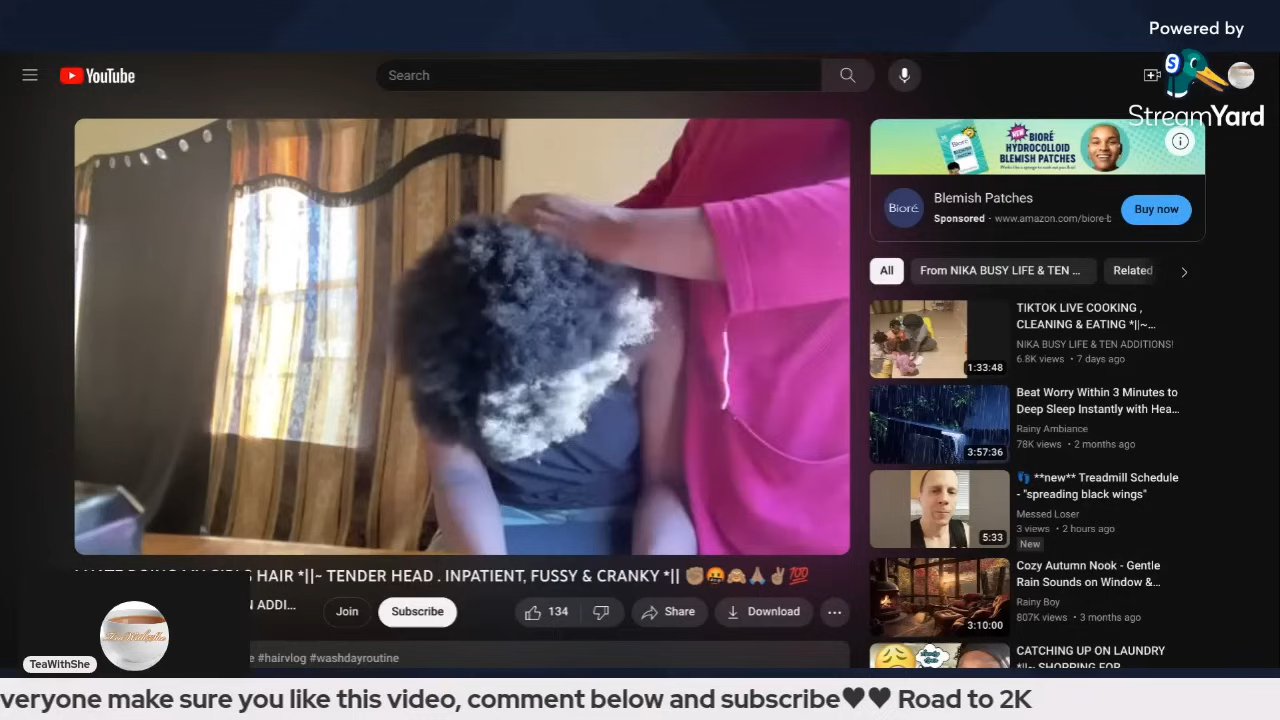 Powered by
StreamYard
YouTube
Search
NEW
BIORÉ
HYDROCOLLOID
BLEMISH PATCHES
Bioré
Blemish Patches
Sponsored · www.amazon.com/biore-b
Buy now
All
From NIKA BUSY LIFE & TEN ...
Related
TIKTOK LIVE COOKING ,
CLEANING & EATING *||~...
NIKA BUSY LIFE & TEN ADDITIONS!
6.8K views · 7 days ago
1:33:48
Beat Worry Within 3 Minutes to
Deep Sleep Instantly with Hea...
Rainy Ambiance
78K views · 2 months ago
3:57:36
👣 **new** Treadmill Schedule
- "spreading black wings"
Messed Loser
3 views · 2 hours ago
New
5:33
Cozy Autumn Nook - Gentle
Rain Sounds on Window &...
Rainy Boy
807K views · 3 months ago
3:10:00
CATCHING UP ON LAUNDRY
HAIR *||~ TENDER HEAD . INPATIENT, FUSSY & CRANKY *||
ADDI...
Join
Subscribe
134
Share
Download
#hairvlog #washdayroutine
TeaWithShe
TeaWithShe
veryone make sure you like this video, comment below and subscribe♥♥ Road to 2K